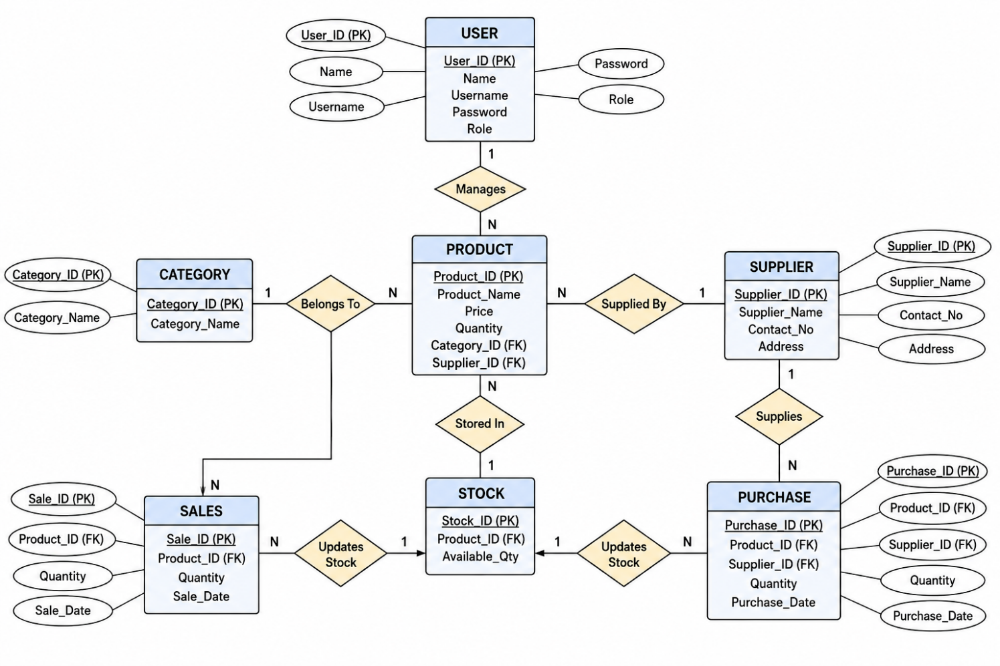 USER
User_ID (PK)
Name
Username
Password
Role
User_ID (PK)
Name
Username
Password
Role
1
Manages
N
PRODUCT
Product_ID (PK)
Product_Name
Price
Quantity
Category_ID (FK)
Supplier_ID (FK)
CATEGORY
Category_ID (PK)
Category_Name
Category_ID (PK)
Category_Name
1
Belongs To
N
N
Supplied By
1
SUPPLIER
Supplier_ID (PK)
Supplier_Name
Contact_No
Address
Supplier_ID (PK)
Supplier_Name
Contact_No
Address
N
Stored In
1
1
Supplies
N
N
SALES
Sale_ID (PK)
Product_ID (FK)
Quantity
Sale_Date
Sale_ID (PK)
Product_ID (FK)
Quantity
Sale_Date
N
Updates
Stock
1
STOCK
Stock_ID (PK)
Product_ID (FK)
Available_Qty
1
Updates
Stock
N
PURCHASE
Purchase_ID (PK)
Product_ID (FK)
Supplier_ID (FK)
Quantity
Purchase_Date
Purchase_ID (PK)
Product_ID (FK)
Supplier_ID (FK)
Quantity
Purchase_Date